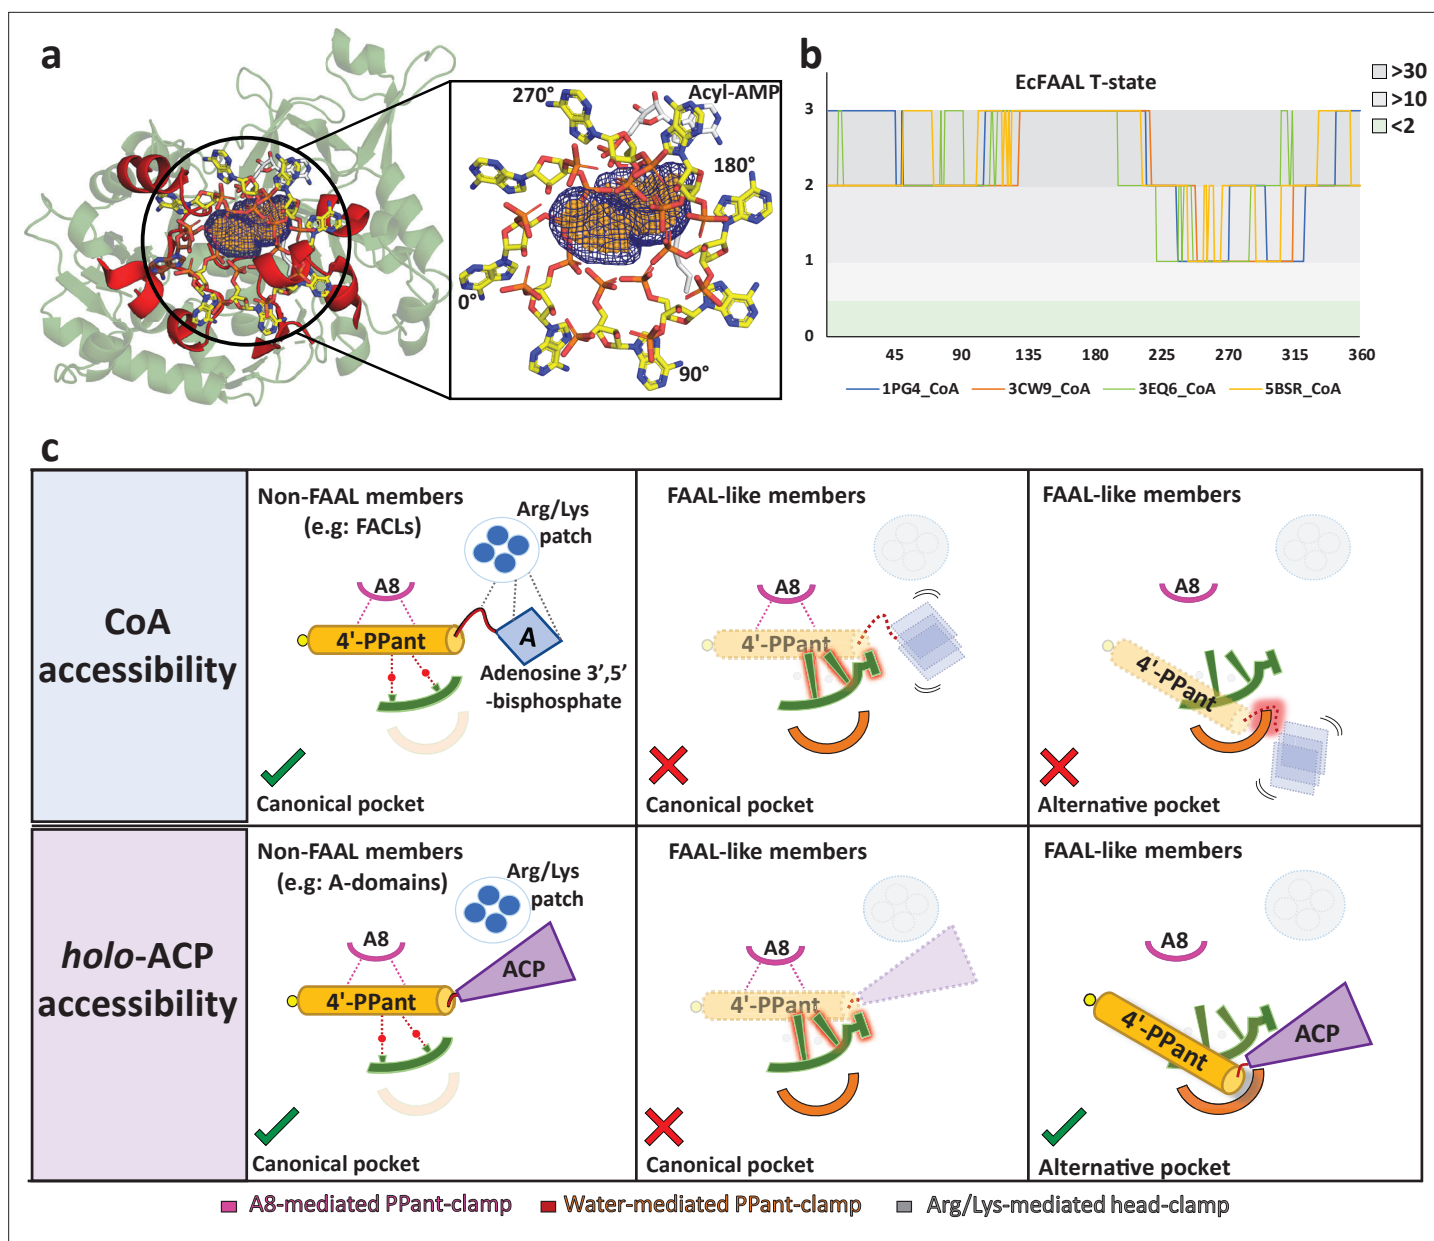 a
Acyl-AMP
270°
180°
0°
90°
b
EcFAAL T-state
>30
>10
<2
3
2
1
0
45 90 135 180 225 270 315 360
1PG4_CoA 3CW9_CoA 3EQ6_CoA 5BSR_CoA
c
CoA
accessibility
Non-FAAL members
(e.g: FACLs)
Arg/Lys
patch
A8
4'-PPant
A
Adenosine 3',5'
-bisphosphate
Canonical pocket
FAAL-like members
A8
4'-PPant
Canonical pocket
FAAL-like members
A8
4'-PPant
Alternative pocket
holo-ACP
accessibility
Non-FAAL members
(e.g: A-domains)
Arg/Lys
patch
A8
4'-PPant
ACP
Canonical pocket
FAAL-like members
A8
4'-PPant
Canonical pocket
FAAL-like members
A8
4'-PPant
ACP
Alternative pocket
A8-mediated PPant-clamp Water-mediated PPant-clamp Arg/Lys-mediated head-clamp